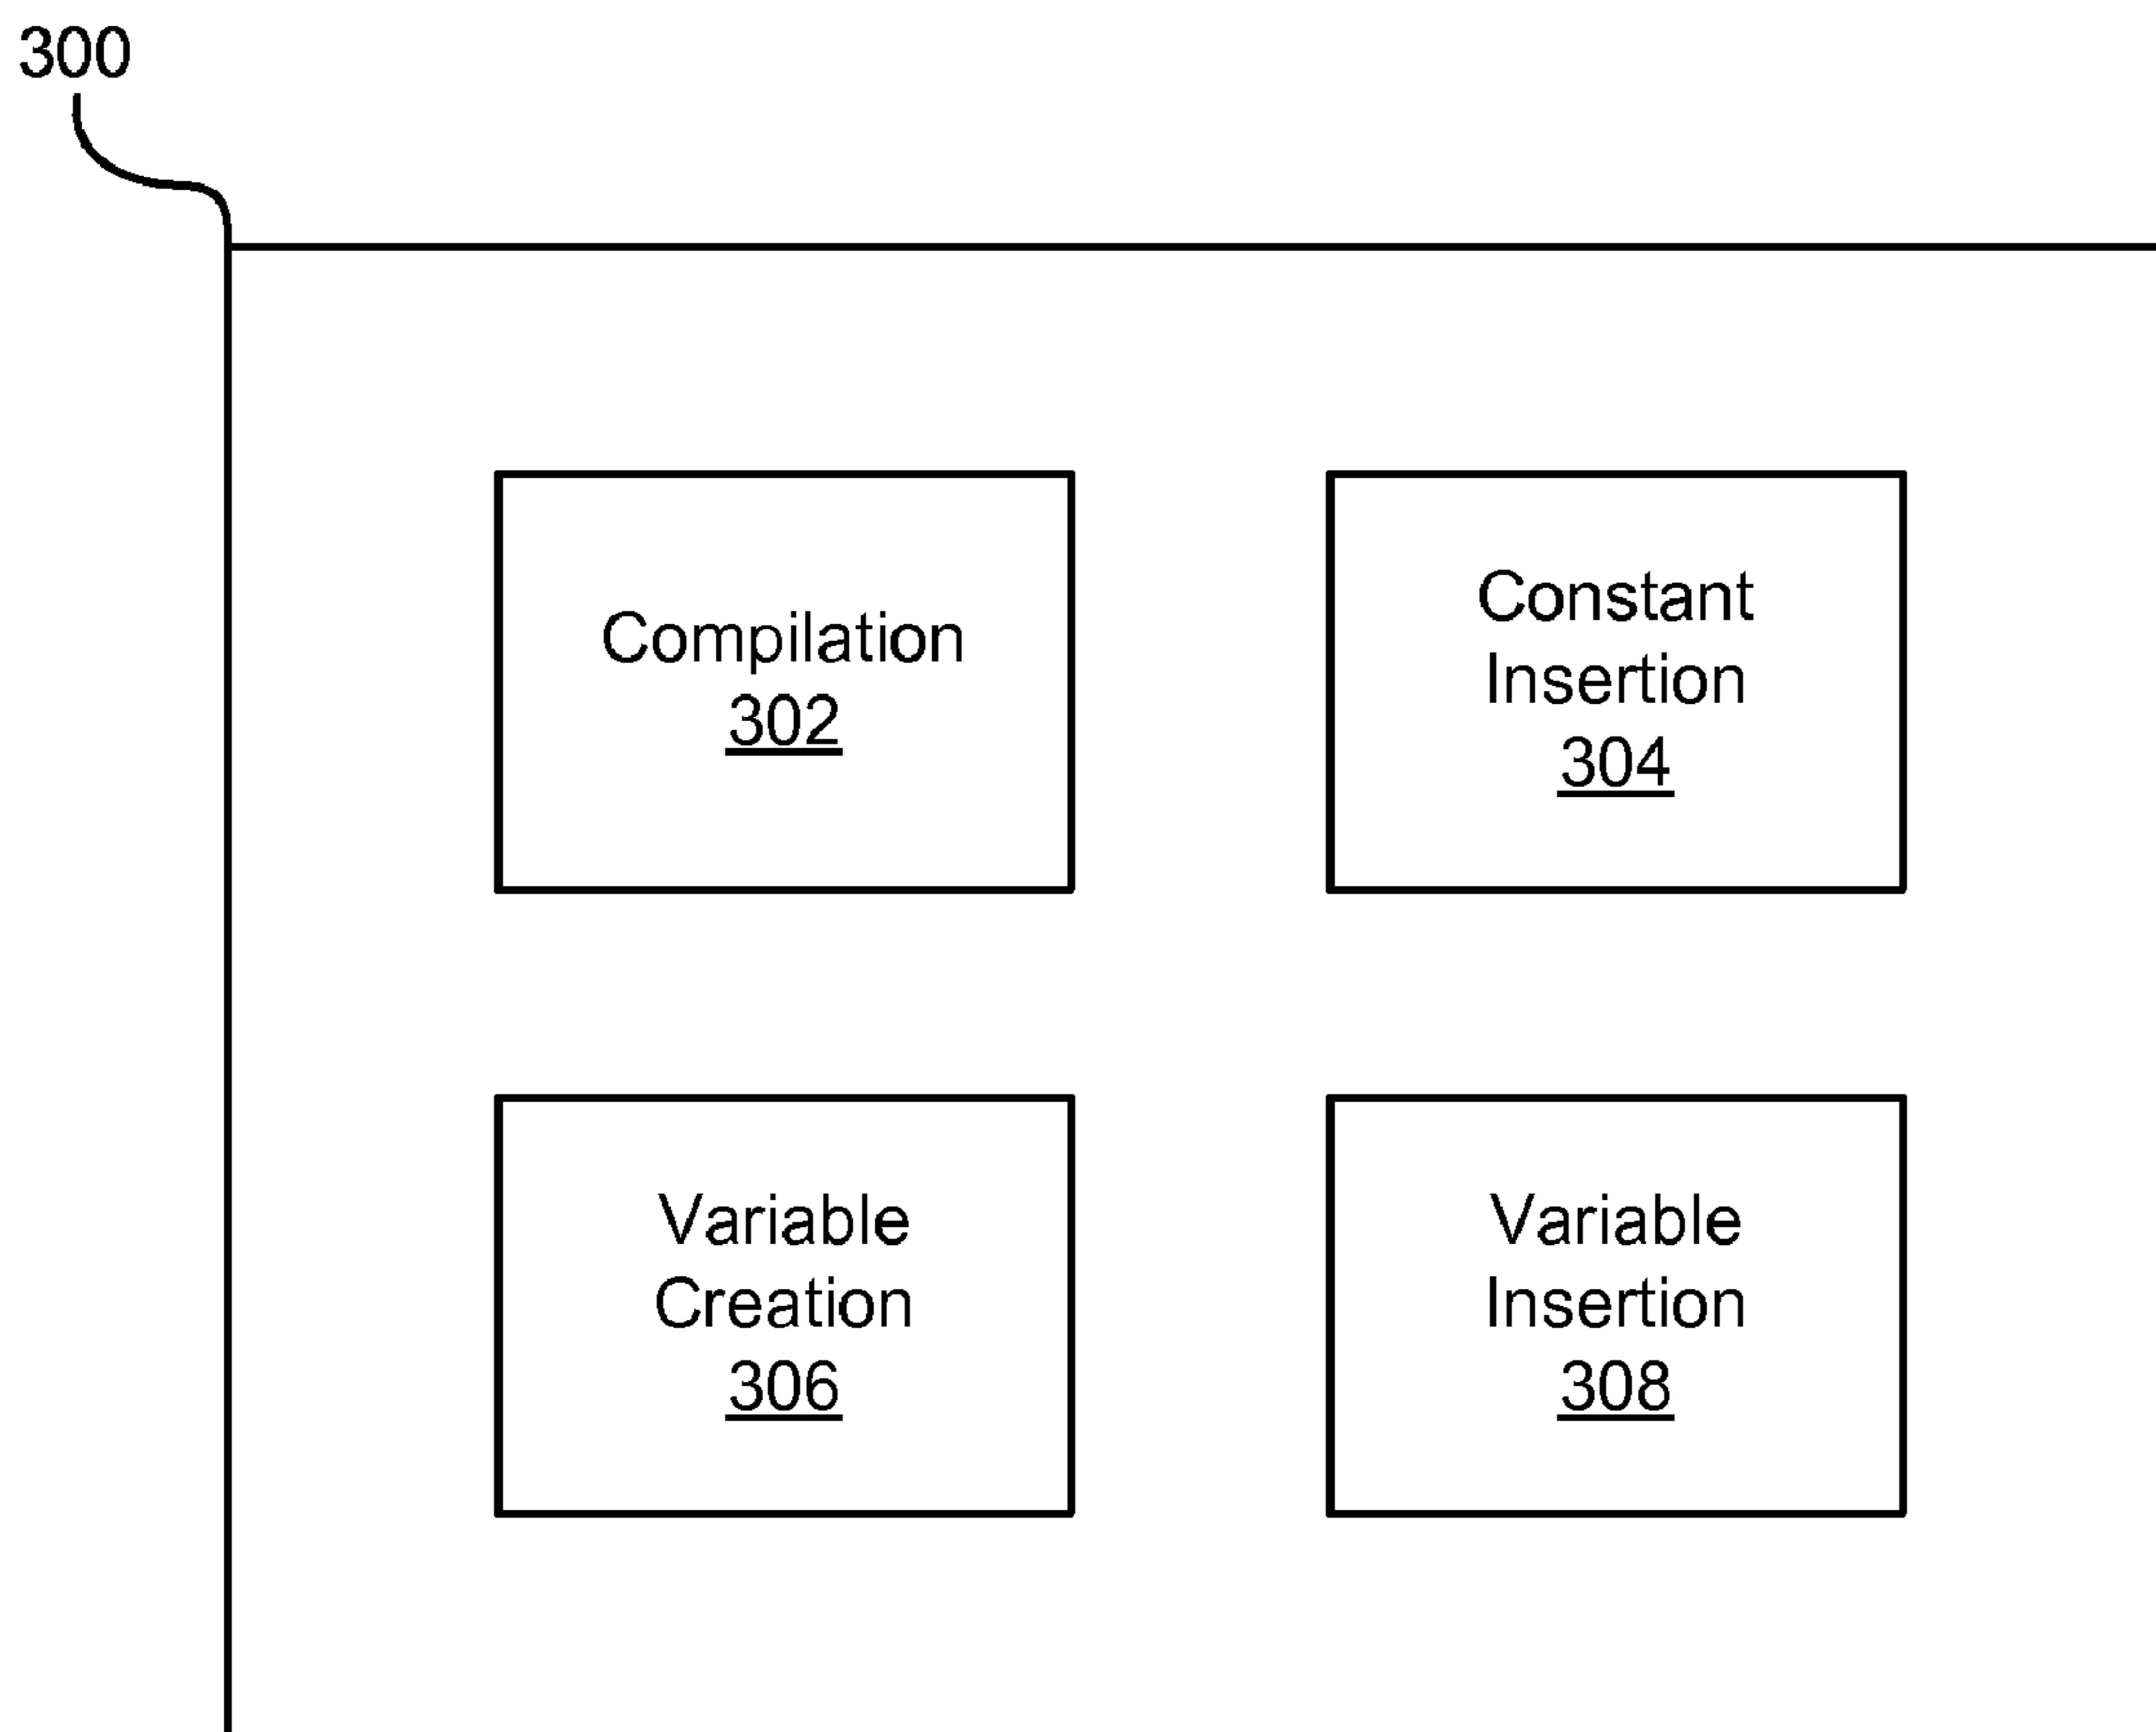 300
Compilation
302
Constant
Insertion
304
Variable
Creation
306
Variable
Insertion
308